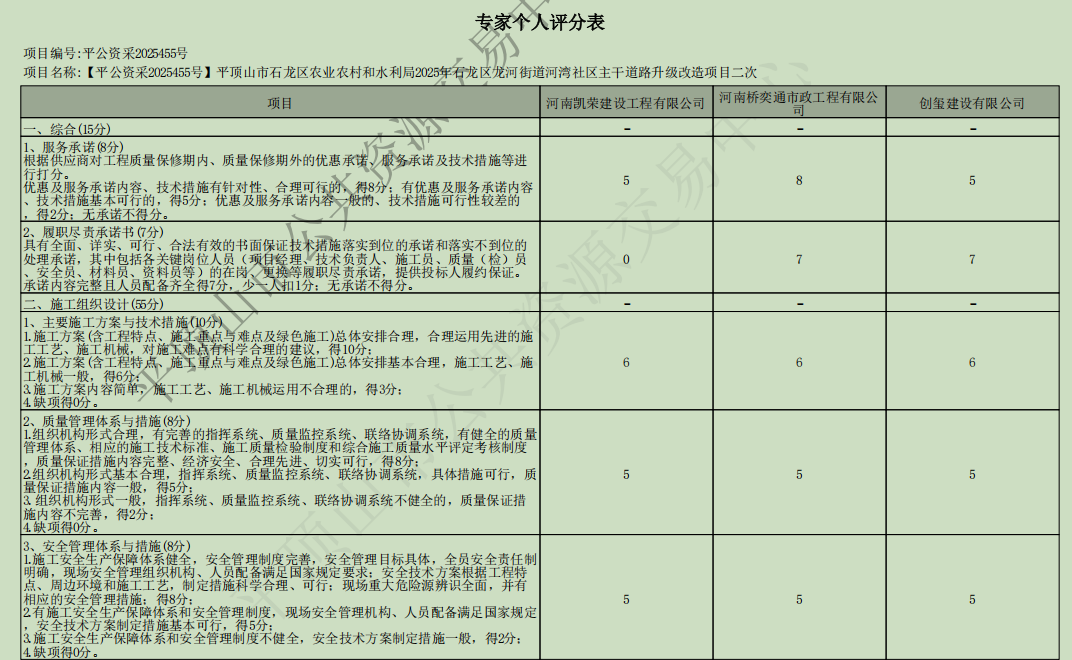 专家个人评分表
项目编号:平公资采2025455号
项目名称:【平公资采2025455号】平顶山市石龙区农业农村和水利局2025年石龙区龙河街道河湾社区主干道路升级改造项目二次
项目
河南凯荣建设工程有限公司
河南桥奕通市政工程有限公
司
创玺建设有限公司
一、综合(15分)
-
-
-
1、服务承诺(8分)
根据供应商对工程质量保修期内、质量保修期外的优惠承诺、服务承诺及技术措施等进
行打分。
优惠及服务承诺内容、技术措施有针对性、合理可行的,得8分;有优惠及服务承诺内容
、技术措施基本可行的,得5分;优惠及服务承诺内容一般的、技术措施可行性较差的
,得2分;无承诺不得分。
5
8
5
2、履职尽责承诺书(7分)
具有全面、详实、可行、合法有效的书面保证技术措施落实到位的承诺和落实不到位的
处理承诺,其中包括各关键岗位人员(项目经理、技术负责人、施工员、质量(检)员
、安全员、材料员、资料员等)的在岗、更换等履职尽责承诺,提供投标人履约保证。
承诺内容完整且人员配备齐全得7分,少一人扣1分;无承诺不得分。
0
7
7
二、施工组织设计(55分)
-
-
-
1、主要施工方案与技术措施(10分)
1.施工方案(含工程特点、施工重点与难点及绿色施工)总体安排合理,合理运用先进的施
工工艺、施工机械,对施工难点有科学合理的建议,得10分;
2.施工方案(含工程特点、施工重点与难点及绿色施工)总体安排基本合理,施工工艺、施
工机械一般,得6分;
3.施工方案内容简单,施工工艺、施工机械运用不合理的,得3分;
4.缺项得0分。
6
6
6
2、质量管理体系与措施(8分)
1.组织机构形式合理,有完善的指挥系统、质量监控系统、联络协调系统,有健全的质量
管理体系、相应的施工技术标准、施工质量检验制度和综合施工质量水平评定考核制度
,质量保证措施内容完整、经济安全、合理先进、切实可行,得8分;
2.组织机构形式基本合理,指挥系统、质量监控系统、联络协调系统,具体措施可行,质
量保证措施内容一般,得5分;
3.组织机构形式一般,指挥系统、质量监控系统、联络协调系统不健全的,质量保证措
施内容不完善,得2分;
4.缺项得0分。
5
5
5
3、安全管理体系与措施(8分)
1.施工安全生产保障体系健全,安全管理制度完善,安全管理目标具体,全员安全责任制
明确,现场安全管理组织机构、人员配备满足国家规定要求;安全技术方案根据工程特
点、周边环境和施工工艺,制定措施科学合理、可行;现场重大危险源辨识全面,并有
相应的安全管理措施;得8分;
2.有施工安全生产保障体系和安全管理制度,现场安全管理机构、人员配备满足国家规定
,安全技术方案制定措施基本可行,得5分;
3.施工安全生产保障体系和安全管理制度不健全,安全技术方案制定措施一般,得2分;
4.缺项得0分。
5
5
5
平顶山市公共资源交易中
平顶山市公共资源交易中心